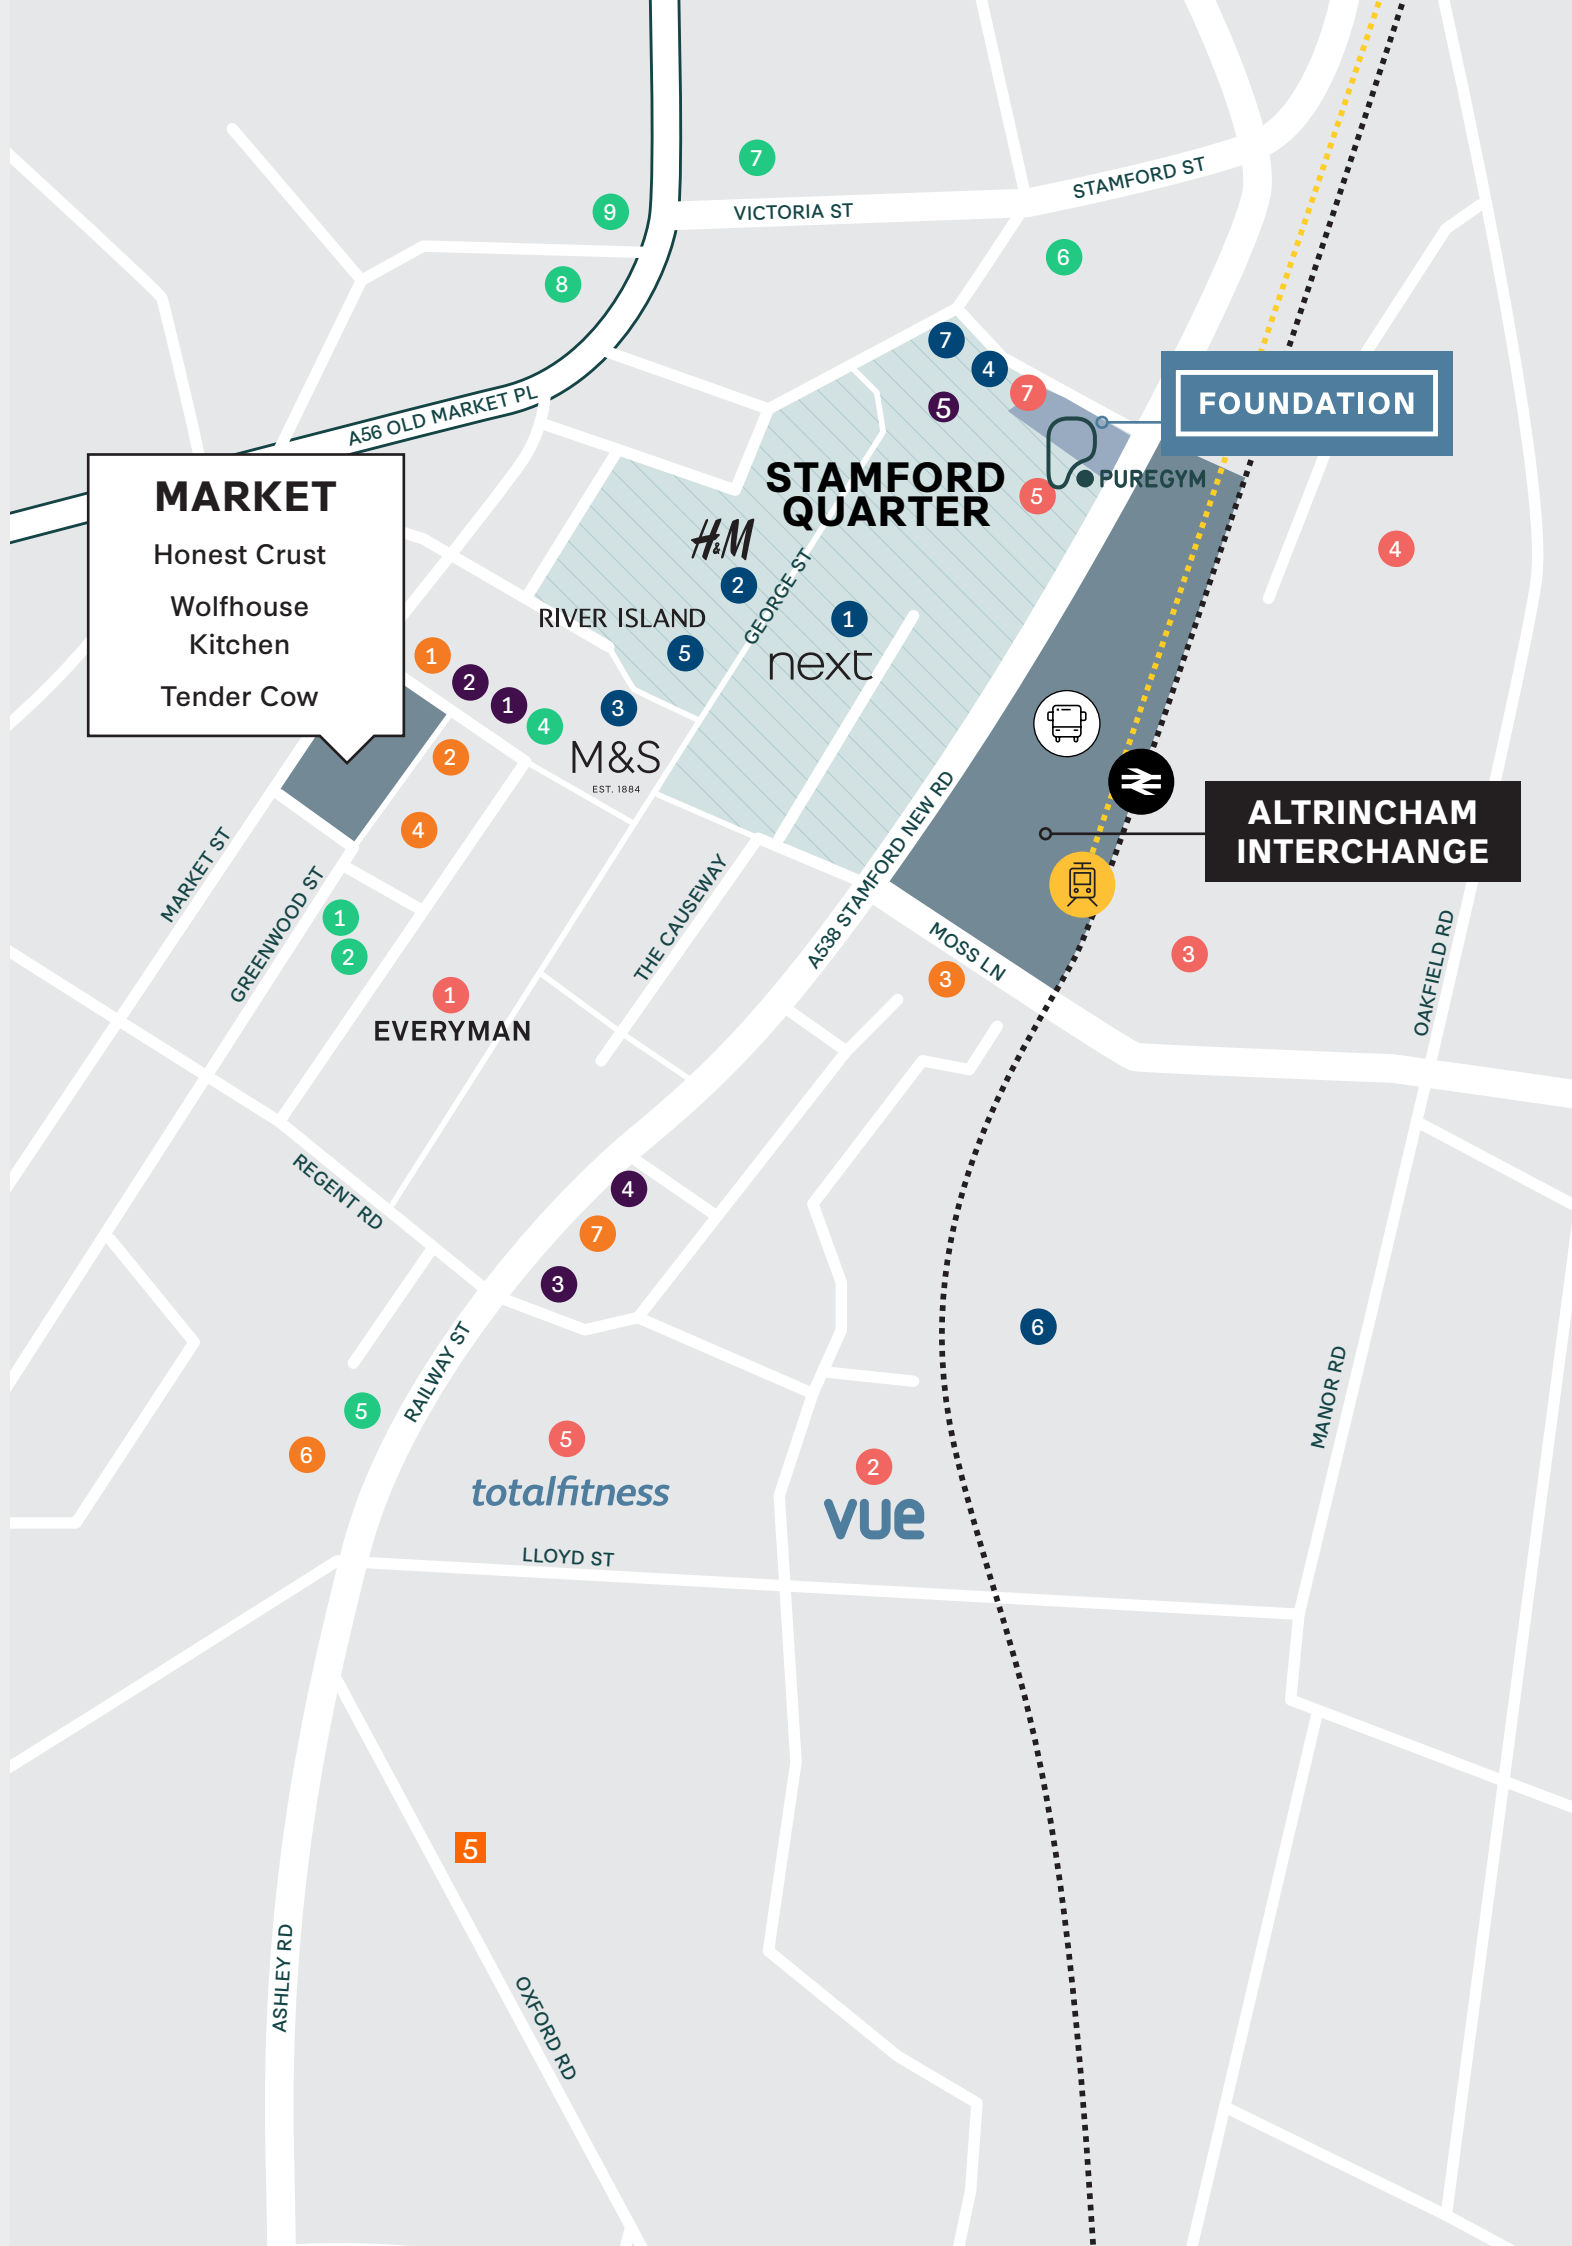 7
9
VICTORIA ST
STAMFORD ST
6
8
7
4
7
5
FOUNDATION
A56 OLD MARKET PL
PUREGYM
5
STAMFORD
QUARTER
MARKET
Honest Crust
Wolfhouse
Kitchen
Tender Cow
H&M
2
GEORGE ST
4
RIVER ISLAND
5
1
next
1
2
1
4
3
M&S
EST. 1884
2
4
ALTRINCHAM
INTERCHANGE
MARKET ST
GREENWOOD ST
THE CAUSEWAY
A538 STAMFORD NEW RD
MOSS LN
1
2
3
3
OAKFIELD RD
1
EVERYMAN
REGENT RD
4
7
3
6
RAILWAY ST
MANOR RD
5
6
5
totalfitness
2
vue
LLOYD ST
5
ASHLEY RD
OXFORD RD